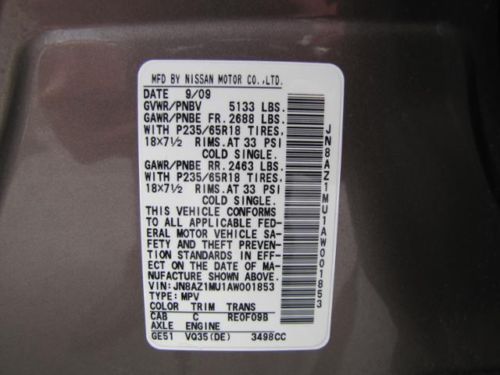 MFD BY NISSAN MOTOR CO.,LTD.
DATE 9/09
GVWR/PNBV 5133 LBS.
GAWR/PNBE FR. 2688 LBS.
WITH P235/65R18 TIRES.
18×7½ RIMS. AT 33 PSI
COLD SINGLE.
GAWR/PNBE RR. 2463 LBS.
WITH P235/65R18 TIRES.
18×7½ RIMS. AT 33 PSI
COLD SINGLE.
THIS VEHICLE CONFORMS
TO ALL APPLICABLE FED-
ERAL MOTOR VEHICLE SA-
FETY AND THEFT PREVEN-
TION STANDARDS IN EFF-
ECT ON THE DATE OF MA-
NUFACTURE SHOWN ABOVE.
VIN:JN8AZ1MU1AW001853
TYPE:MPV
COLOR TRIM TRANS
CAB C RE0F09B
AXLE ENGINE
GE51 VQ35(DE) 3498CC
JN8AZ1MU1AW001853